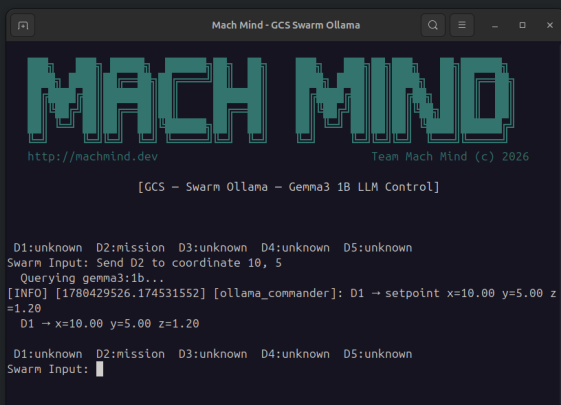 Mach Mind - GCS Swarm Ollama
MACH MIND
http://machmind.dev Team Mach Mind (c) 2026
[GCS — Swarm Ollama — Gemma3 1B LLM Control]
D1:unknown D2:mission D3:unknown D4:unknown D5:unknown
Swarm Input: Send D2 to coordinate 10, 5
Querying gemma3:1b...
[INFO] [1780429526.174531552] [ollama_commander]: D1 → setpoint x=10.00 y=5.00 z
=1.20
D1 → x=10.00 y=5.00 z=1.20
D1:unknown D2:mission D3:unknown D4:unknown D5:unknown
Swarm Input: